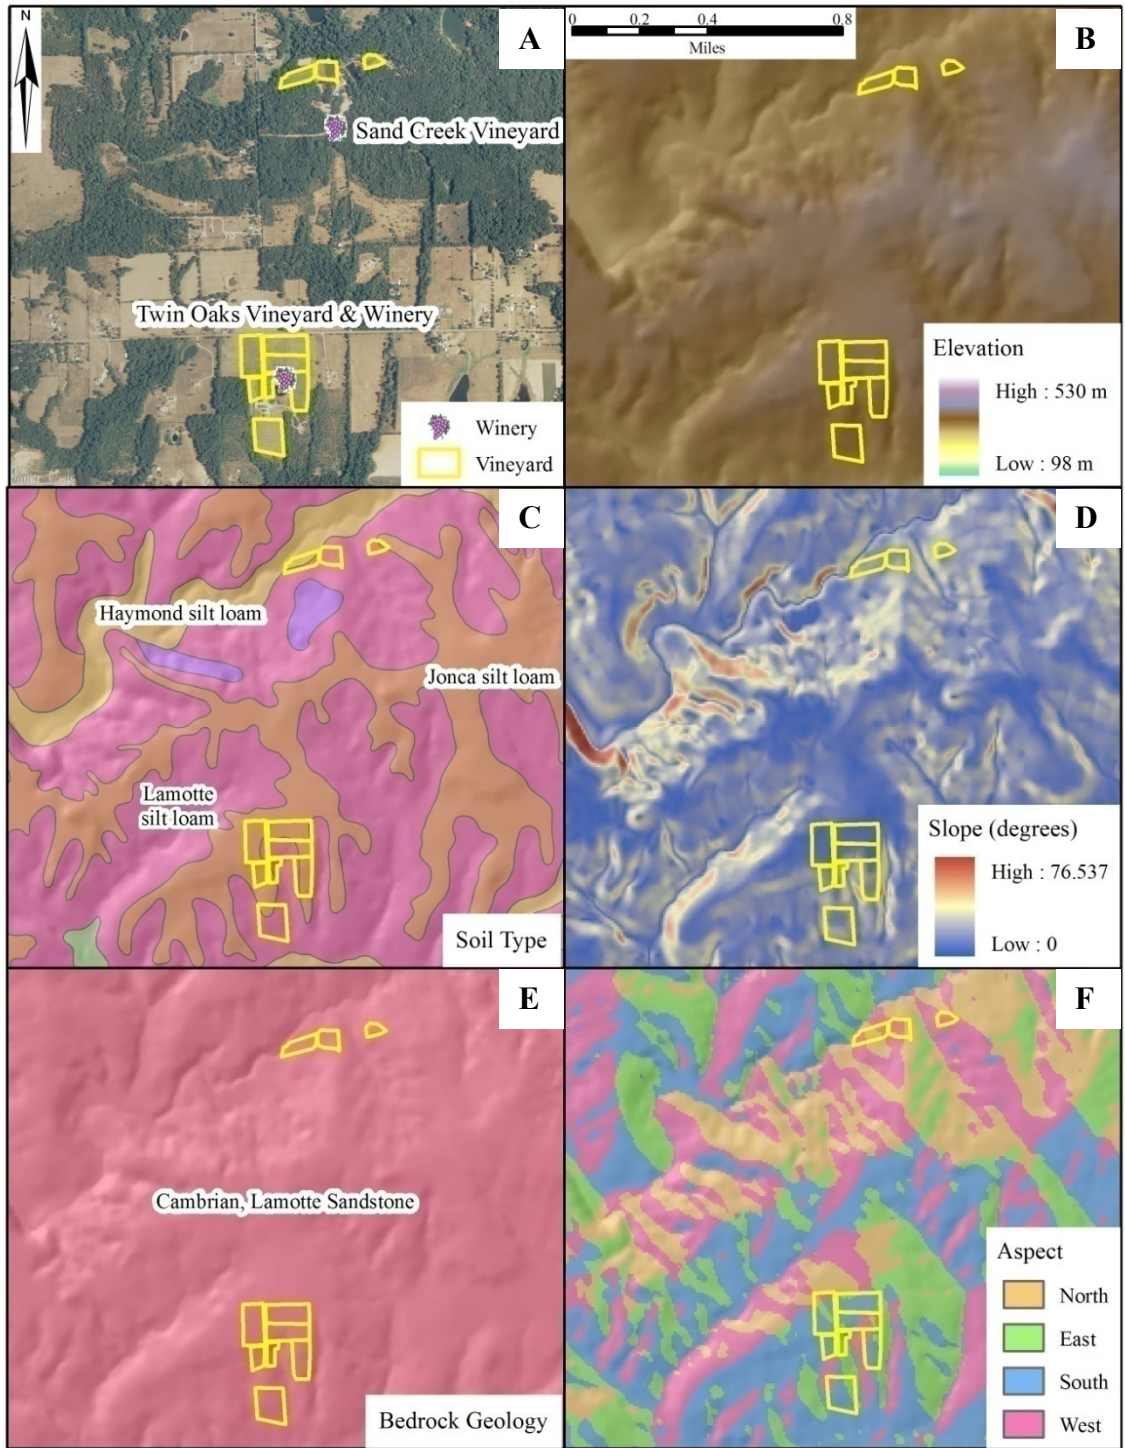 N
A
Sand Creek Vineyard
Twin Oaks Vineyard & Winery
Winery
Vineyard
0 0.2 0.4 0.8
Miles
B
Elevation
High : 530 m
Low : 98 m
C
Haymond silt loam
Jonca silt loam
Lamotte
silt loam
Soil Type
D
Slope (degrees)
High : 76.537
Low : 0
E
Cambrian, Lamotte Sandstone
Bedrock Geology
F
Aspect
North
East
South
West